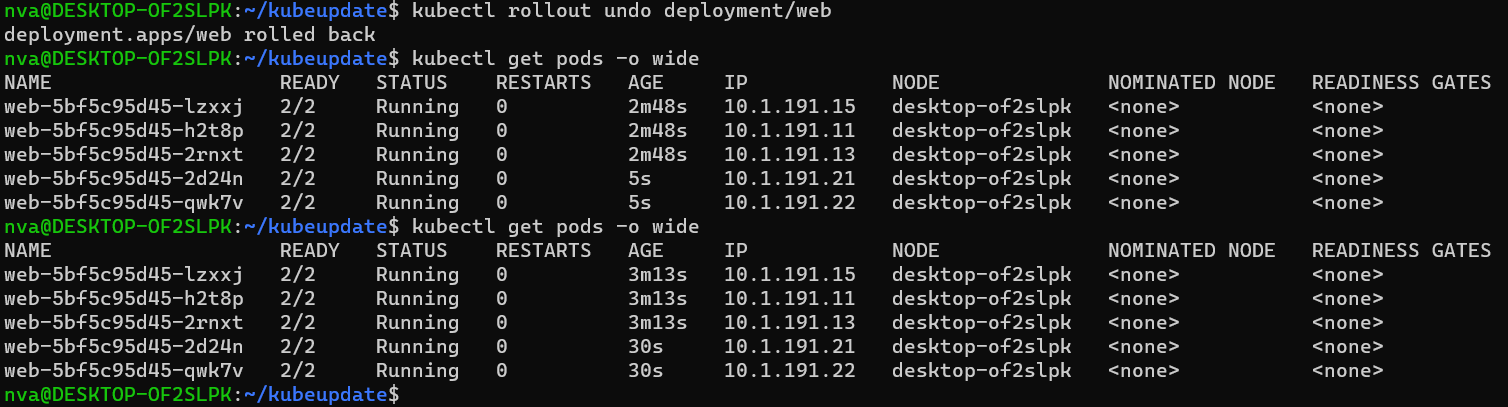 nva@DESKTOP-OF2SLPK:~/kubeupdate$ kubectl rollout undo deployment/web
deployment.apps/web rolled back
nva@DESKTOP-OF2SLPK:~/kubeupdate$ kubectl get pods -o wide
NAME                   READY   STATUS    RESTARTS   AGE     IP            NODE              NOMINATED NODE   READINESS GATES
web-5bf5c95d45-lzxxj   2/2     Running   0          2m48s   10.1.191.15   desktop-of2slpk   <none>           <none>
web-5bf5c95d45-h2t8p   2/2     Running   0          2m48s   10.1.191.11   desktop-of2slpk   <none>           <none>
web-5bf5c95d45-2rnxt   2/2     Running   0          2m48s   10.1.191.13   desktop-of2slpk   <none>           <none>
web-5bf5c95d45-2d24n   2/2     Running   0          5s      10.1.191.21   desktop-of2slpk   <none>           <none>
web-5bf5c95d45-qwk7v   2/2     Running   0          5s      10.1.191.22   desktop-of2slpk   <none>           <none>
nva@DESKTOP-OF2SLPK:~/kubeupdate$ kubectl get pods -o wide
NAME                   READY   STATUS    RESTARTS   AGE     IP            NODE              NOMINATED NODE   READINESS GATES
web-5bf5c95d45-lzxxj   2/2     Running   0          3m13s   10.1.191.15   desktop-of2slpk   <none>           <none>
web-5bf5c95d45-h2t8p   2/2     Running   0          3m13s   10.1.191.11   desktop-of2slpk   <none>           <none>
web-5bf5c95d45-2rnxt   2/2     Running   0          3m13s   10.1.191.13   desktop-of2slpk   <none>           <none>
web-5bf5c95d45-2d24n   2/2     Running   0          30s     10.1.191.21   desktop-of2slpk   <none>           <none>
web-5bf5c95d45-qwk7v   2/2     Running   0          30s     10.1.191.22   desktop-of2slpk   <none>           <none>
nva@DESKTOP-OF2SLPK:~/kubeupdate$